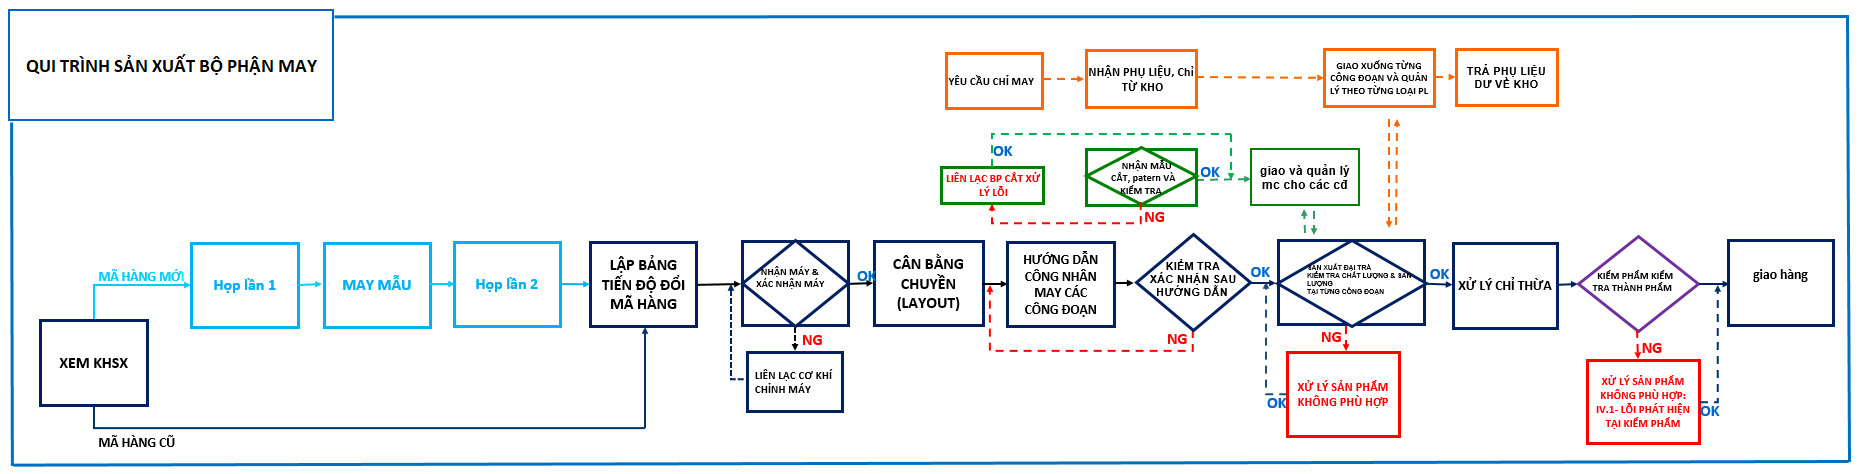 QUI TRÌNH SẢN XUẤT BỘ PHẬN MAY
YÊU CẦU CHỈ MAY
NHẬN PHỤ LIỆU, Chỉ
TỪ KHO
GIAO XUỐNG TỪNG
CÔNG ĐOẠN VÀ QUẢN
LÝ THEO TỪNG LOẠI PL
TRẢ PHỤ LIỆU
DƯ VỀ KHO
OK
LIÊN LẠC BP CẮT XỬ
LÝ LỖI
NHẬN MẪU
CẮT, patern VÀ
KIỂM TRA
OK
NG
giao và quản lý
mc cho các cđ
MÃ HÀNG MỚI
XEM KHSX
MÃ HÀNG CŨ
Họp lần 1
MAY MẪU
Họp lần 2
LẬP BẢNG
TIẾN ĐỘ ĐỔI
MÃ HÀNG
NHẬN MÁY &
XÁC NHẬN MÁY
OK
NG
LIÊN LẠC CƠ KHÍ
CHỈNH MÁY
CÂN BẰNG
CHUYỀN
(LAYOUT)
HƯỚNG DẪN
CÔNG NHÂN
MAY CÁC
CÔNG ĐOẠN
KIỂM TRA
XÁC NHẬN SAU
HƯỚNG DẪN
OK
NG
SẢN XUẤT ĐẠI TRÀ
KIỂM TRA CHẤT LƯỢNG & SẢN
LƯỢNG
TẠI TỪNG CÔNG ĐOẠN
OK
NG
XỬ LÝ SẢN PHẨM
KHÔNG PHÙ HỢP
OK
XỬ LÝ CHỈ THỪA
KIỂM PHẨM KIỂM
TRA THÀNH PHẨM
NG
XỬ LÝ SẢN PHẨM
KHÔNG PHÙ HỢP:
IV.1- LỖI PHÁT HIỆN
TẠI KIỂM PHẨM
OK
giao hàng